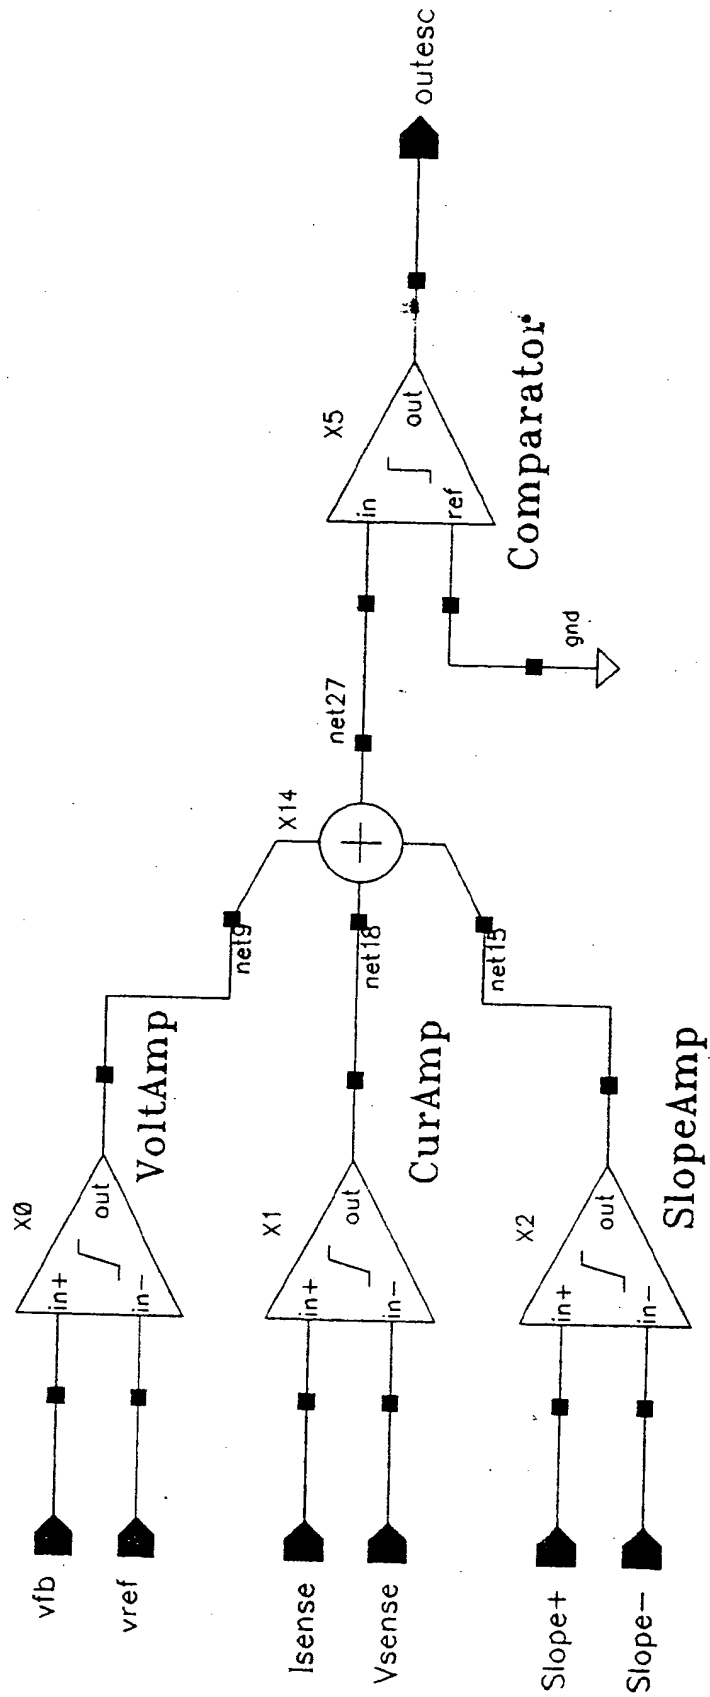 vfb
in+
X0
out
VoltAmp
vref
in-
net9
Isense
in+
X1
out
CurAmp
Vsense
in-
net18
Slope+
in+
X2
out
SlopeAmp
Slope-
in-
net15
X14
net27
in
X5
out
ref
Comparator
gnd
outesc